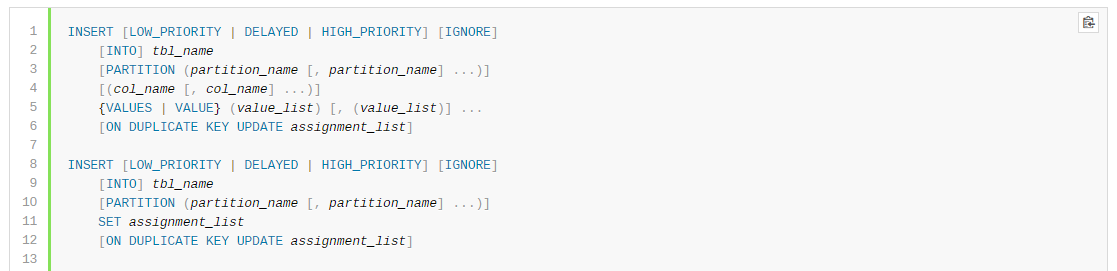 1 INSERT [LOW_PRIORITY | DELAYED | HIGH_PRIORITY] [IGNORE]
2     [INTO] tbl_name
3     [PARTITION (partition_name [, partition_name] ...)]
4     [(col_name [, col_name] ...)]
5     {VALUES | VALUE} (value_list) [, (value_list)] ...
6     [ON DUPLICATE KEY UPDATE assignment_list]
7
8 INSERT [LOW_PRIORITY | DELAYED | HIGH_PRIORITY] [IGNORE]
9     [INTO] tbl_name
10     [PARTITION (partition_name [, partition_name] ...)]
11     SET assignment_list
12     [ON DUPLICATE KEY UPDATE assignment_list]
13